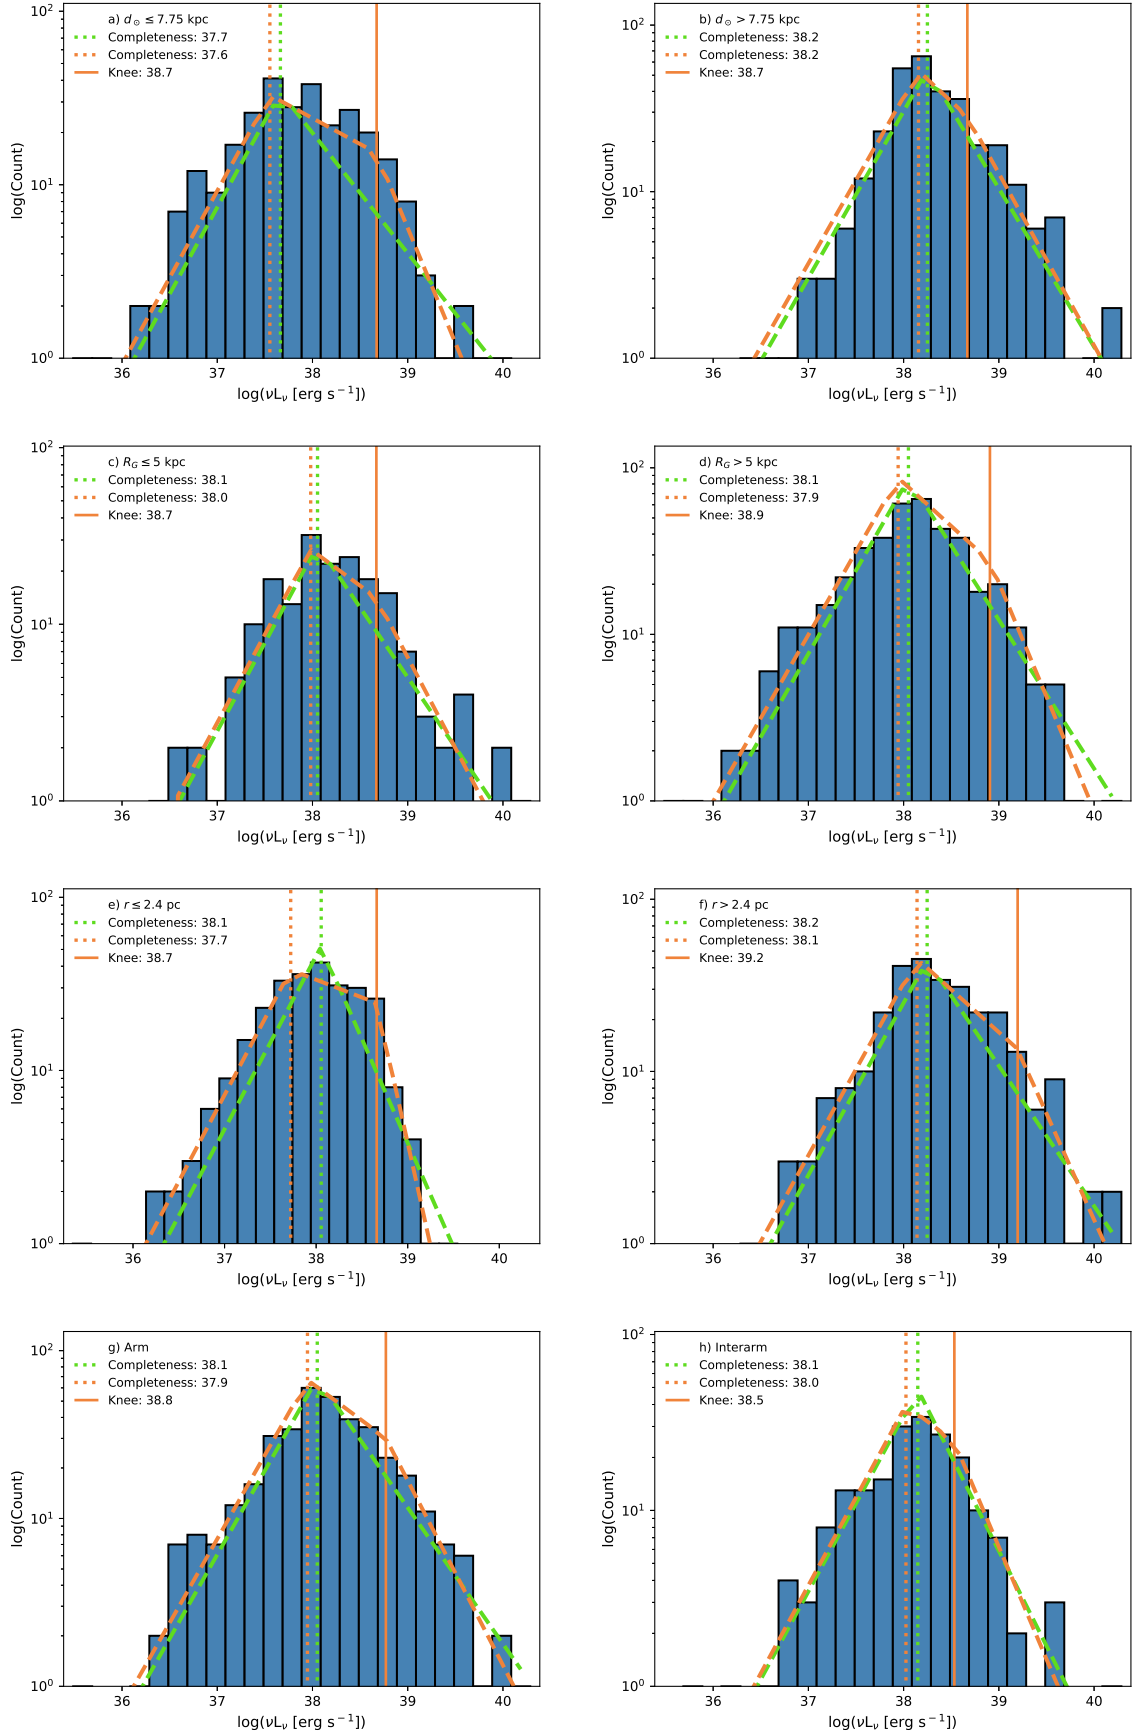 a) d⊙ ≤ 7.75 kpc
Completeness: 37.7
Completeness: 37.6
Knee: 38.7
log(Count)
10²
10¹
10⁰
36 37 38 39 40
log(νLν [erg s⁻¹])
b) d⊙ > 7.75 kpc
Completeness: 38.2
Completeness: 38.2
Knee: 38.7
log(Count)
10²
10¹
10⁰
36 37 38 39 40
log(νLν [erg s⁻¹])
c) RG ≤ 5 kpc
Completeness: 38.1
Completeness: 38.0
Knee: 38.7
log(Count)
10²
10¹
10⁰
36 37 38 39 40
log(νLν [erg s⁻¹])
d) RG > 5 kpc
Completeness: 38.1
Completeness: 37.9
Knee: 38.9
log(Count)
10²
10¹
10⁰
36 37 38 39 40
log(νLν [erg s⁻¹])
e) r ≤ 2.4 pc
Completeness: 38.1
Completeness: 37.7
Knee: 38.7
log(Count)
10²
10¹
10⁰
36 37 38 39 40
log(νLν [erg s⁻¹])
f) r > 2.4 pc
Completeness: 38.2
Completeness: 38.1
Knee: 39.2
log(Count)
10²
10¹
10⁰
36 37 38 39 40
log(νLν [erg s⁻¹])
g) Arm
Completeness: 38.1
Completeness: 37.9
Knee: 38.8
log(Count)
10²
10¹
10⁰
36 37 38 39 40
log(νLν [erg s⁻¹])
h) Interarm
Completeness: 38.1
Completeness: 38.0
Knee: 38.5
log(Count)
10²
10¹
10⁰
36 37 38 39 40
log(νLν [erg s⁻¹])